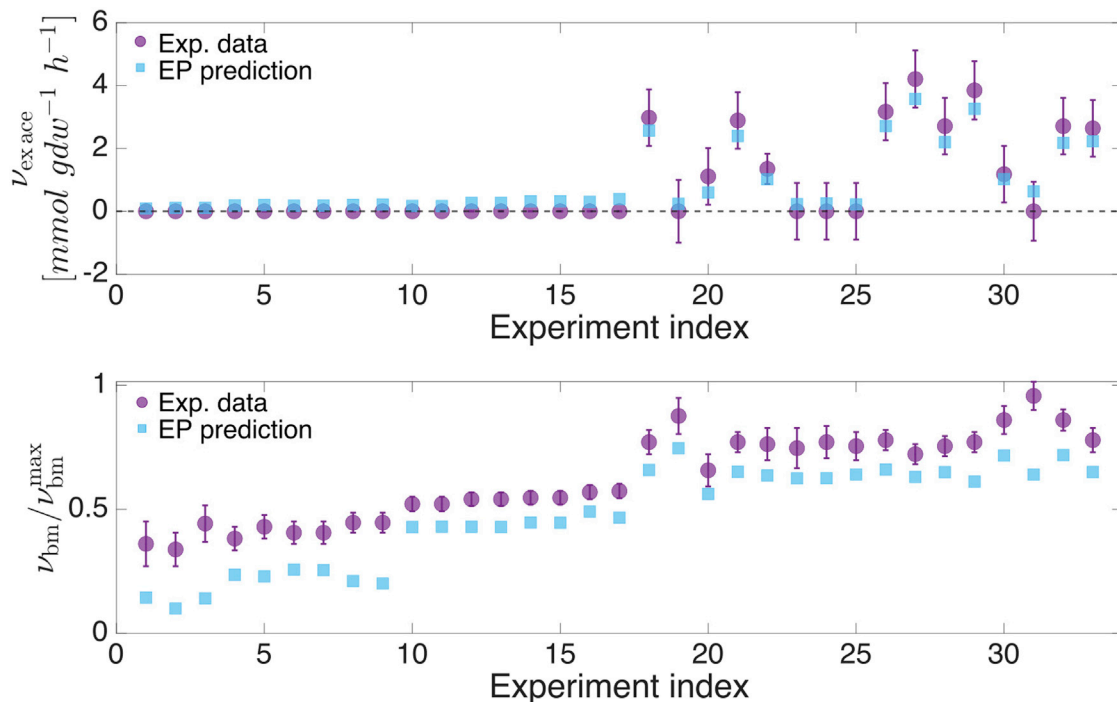 6
4
2
0
-2
Exp. data
EP prediction
ν_ex ace
[mmol gdw⁻¹ h⁻¹]
0 5 10 15 20 25 30
Experiment index
1
0.5
0
Exp. data
EP prediction
ν_bm/ν_bm^max
0 5 10 15 20 25 30
Experiment index